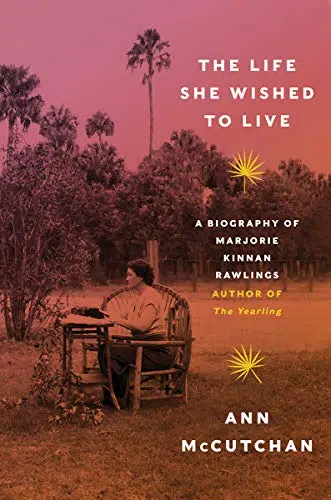 THE LIFE
SHE WISHED
TO LIVE
A BIOGRAPHY OF
MARJORIE
KINNAN
RAWLINGS
AUTHOR OF
The Yearling
ANN
McCUTCHAN